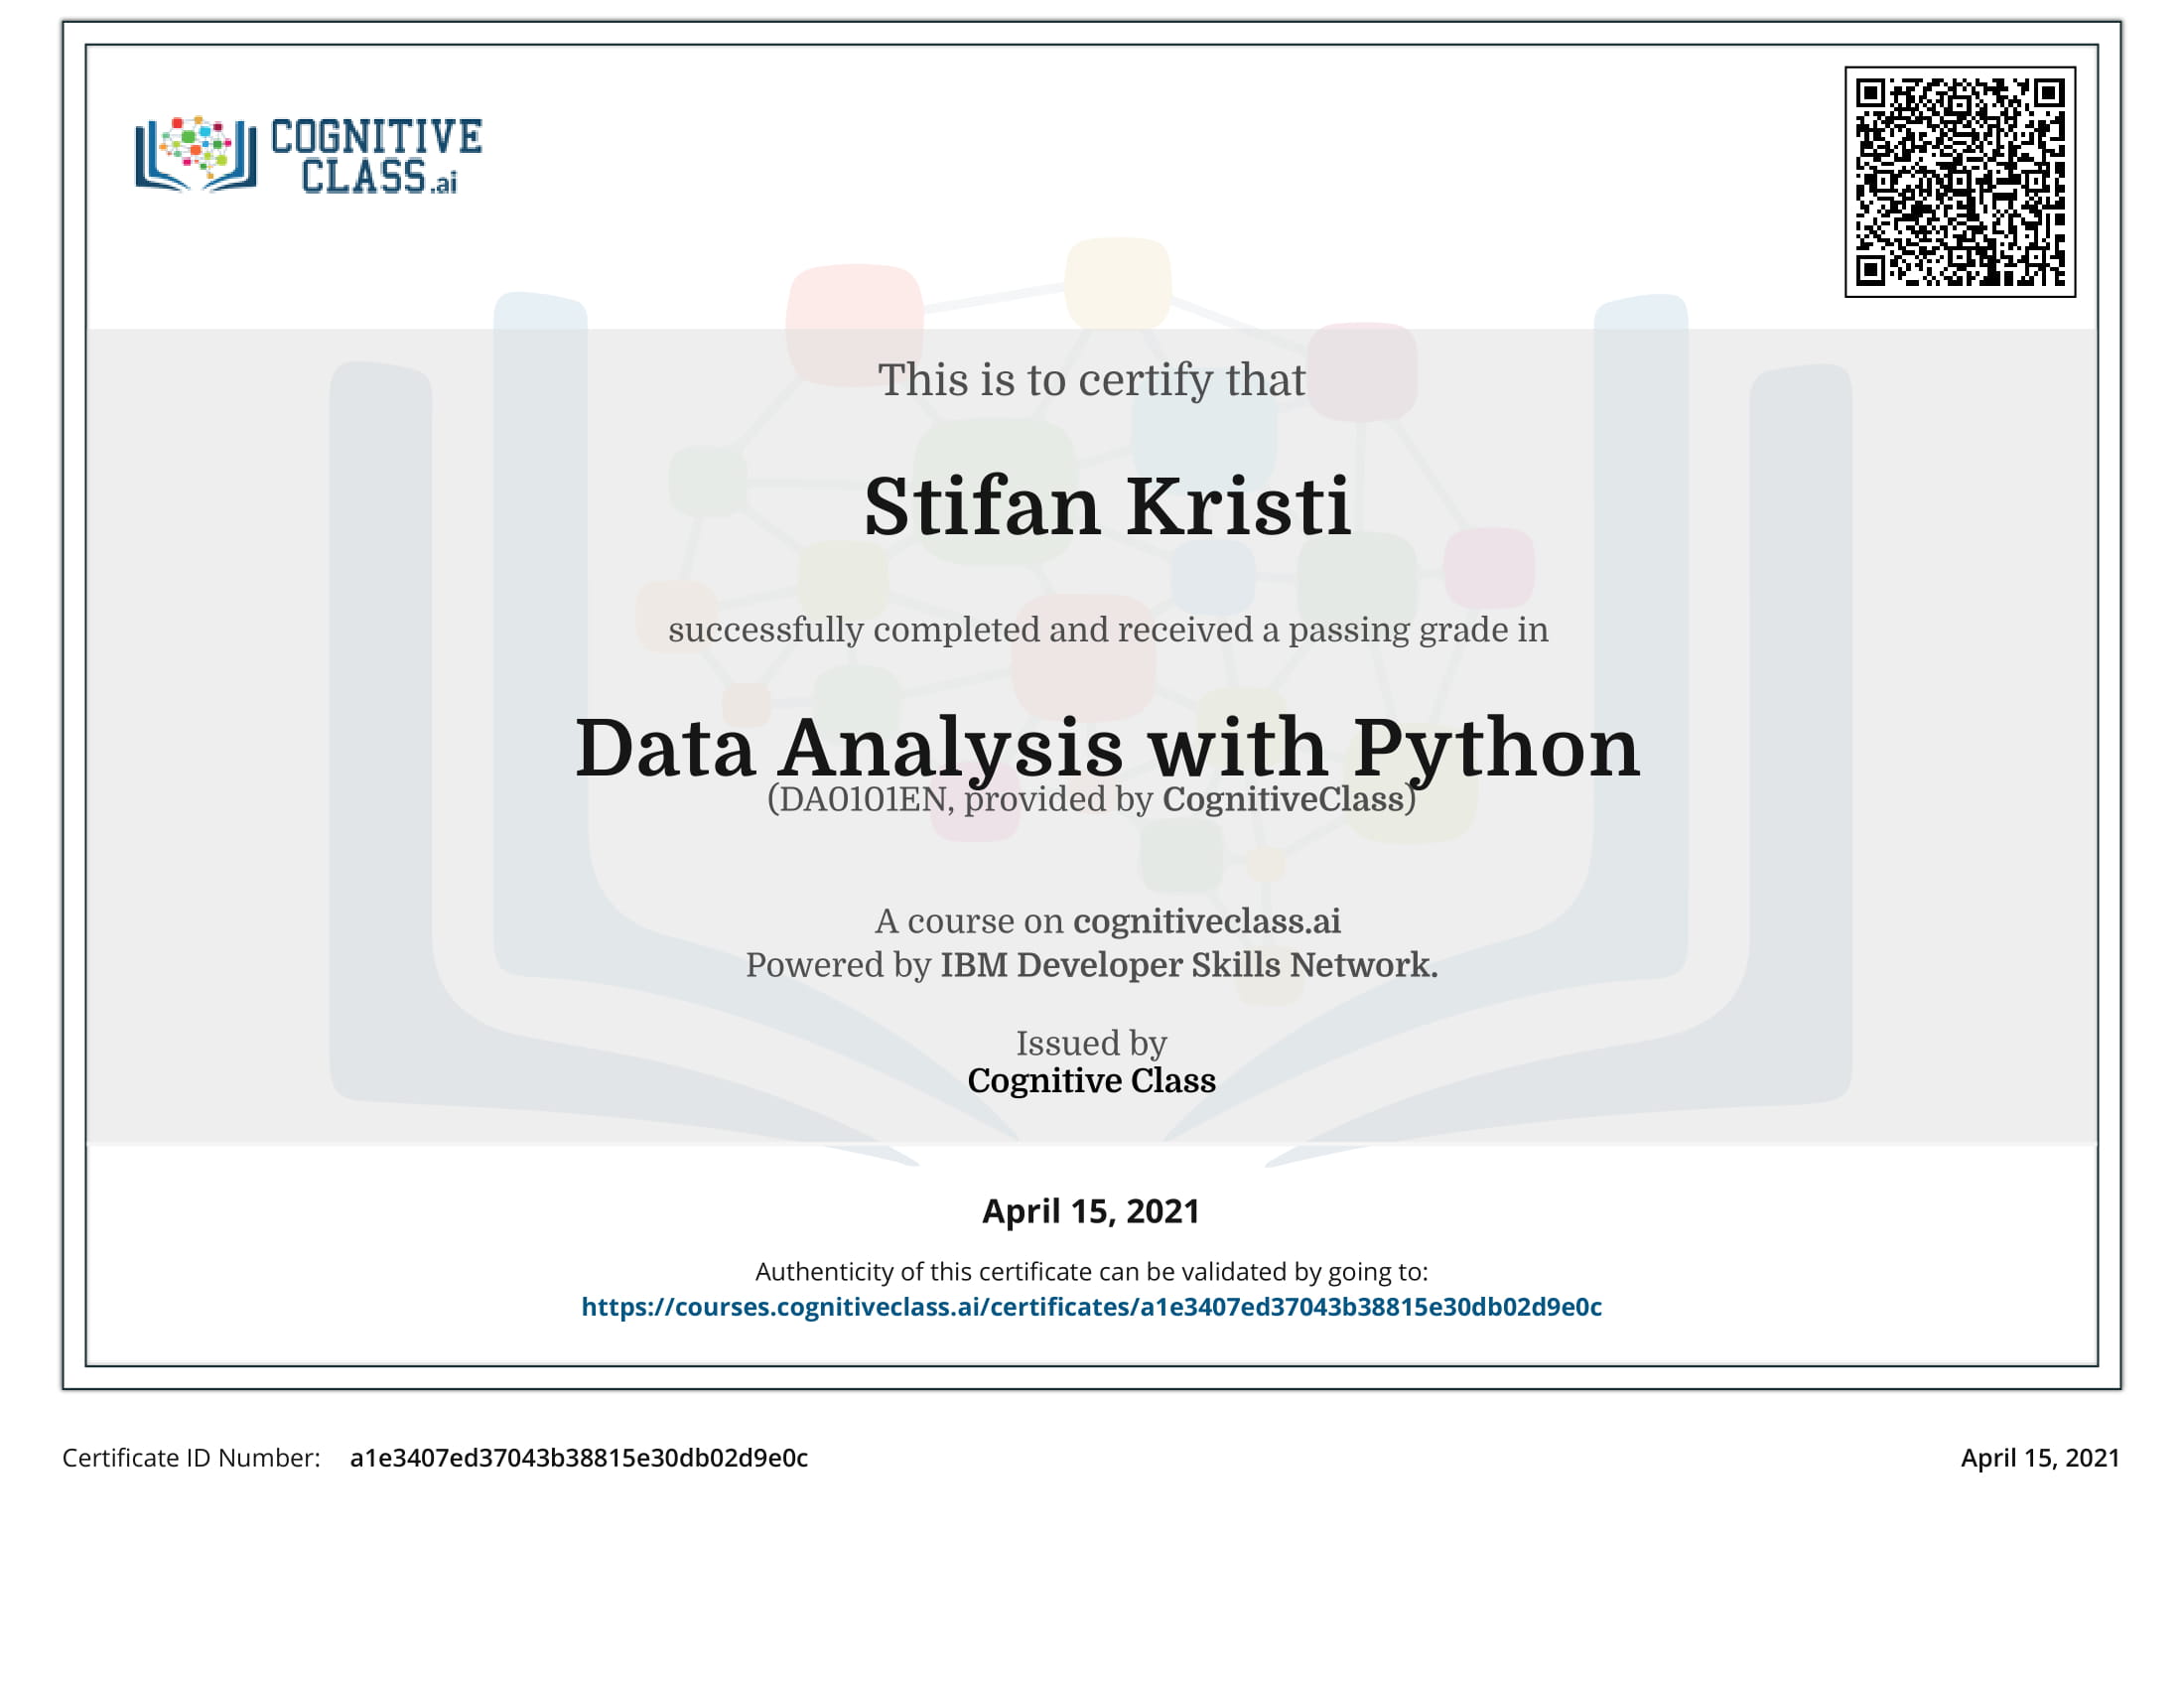 COGNITIVE
CLASS.ai
This is to certify that
Stifan Kristi
successfully completed and received a passing grade in
Data Analysis with Python
(DA0101EN, provided by CognitiveClass)
A course on cognitiveclass.ai
Powered by IBM Developer Skills Network.
Issued by
Cognitive Class
April 15, 2021
Authenticity of this certificate can be validated by going to:
https://courses.cognitiveclass.ai/certificates/a1e3407ed37043b38815e30db02d9e0c
Certificate ID Number: a1e3407ed37043b38815e30db02d9e0c
April 15, 2021